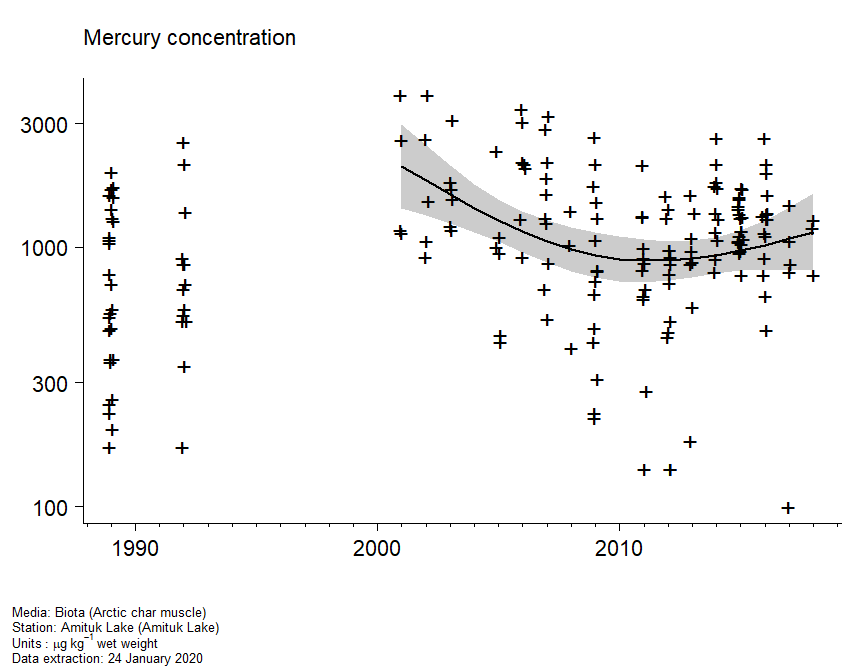 Mercury concentration
3000
1000
300
100
1990 2000 2010
Media: Biota (Arctic char muscle)
Station: Amituk Lake (Amituk Lake)
Units : µg kg⁻¹ wet weight
Data extraction: 24 January 2020